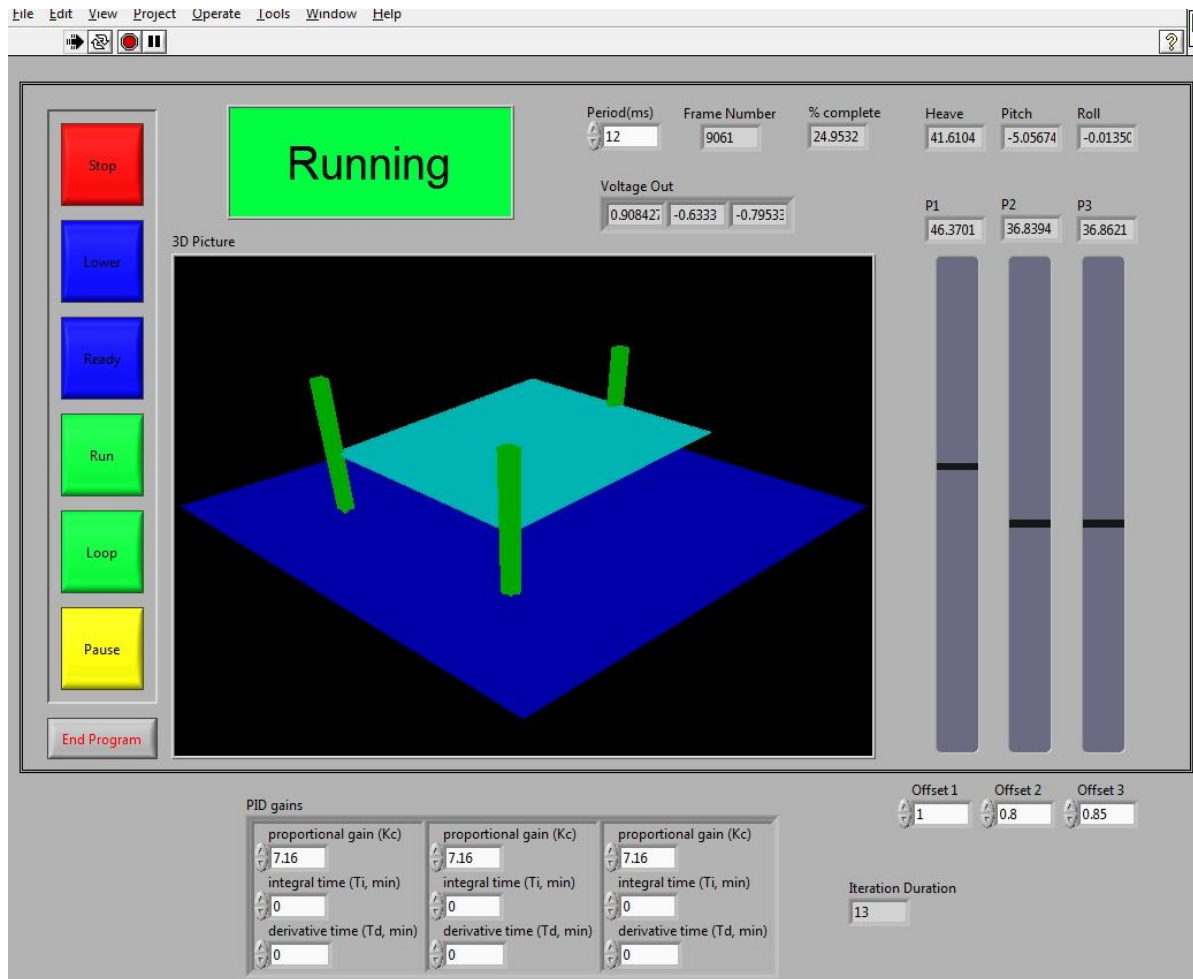 File Edit View Project Operate Tools Window Help
Stop
Lower
Ready
Run
Loop
Pause
End Program
Running
Period(ms) Frame Number % complete
12 9061 24.9532
Voltage Out
0.908427 -0.6333 -0.79533
Heave Pitch Roll
41.6104 -5.05674 -0.01350
P1 P2 P3
46.3701 36.8394 36.8621
3D Picture
Offset 1 Offset 2 Offset 3
1 0.8 0.85
PID gains
proportional gain (Kc) proportional gain (Kc) proportional gain (Kc)
7.16 7.16 7.16
integral time (Ti, min) integral time (Ti, min) integral time (Ti, min)
0 0 0
derivative time (Td, min) derivative time (Td, min) derivative time (Td, min)
0 0 0
Iteration Duration
13